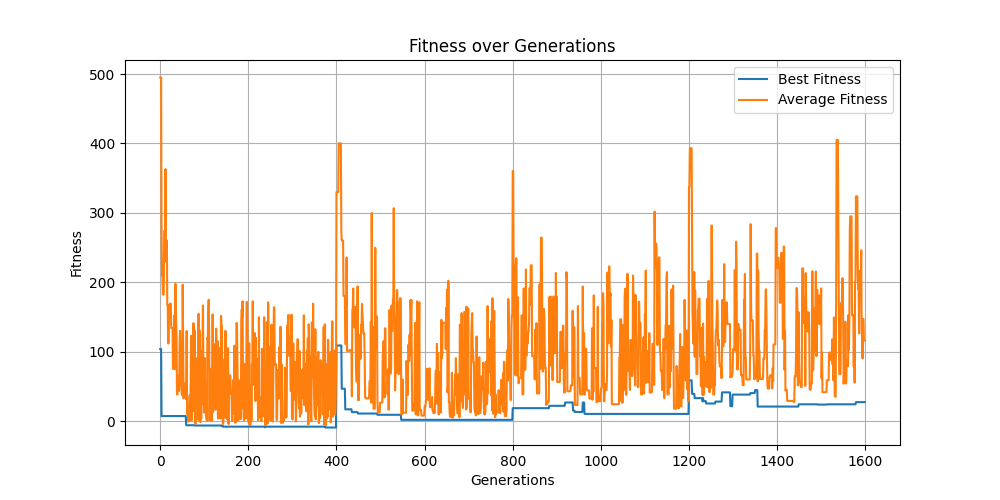 Fitness over Generations
Best Fitness
Average Fitness
500
400
300
200
100
0
Fitness
0 200 400 600 800 1000 1200 1400 1600
Generations